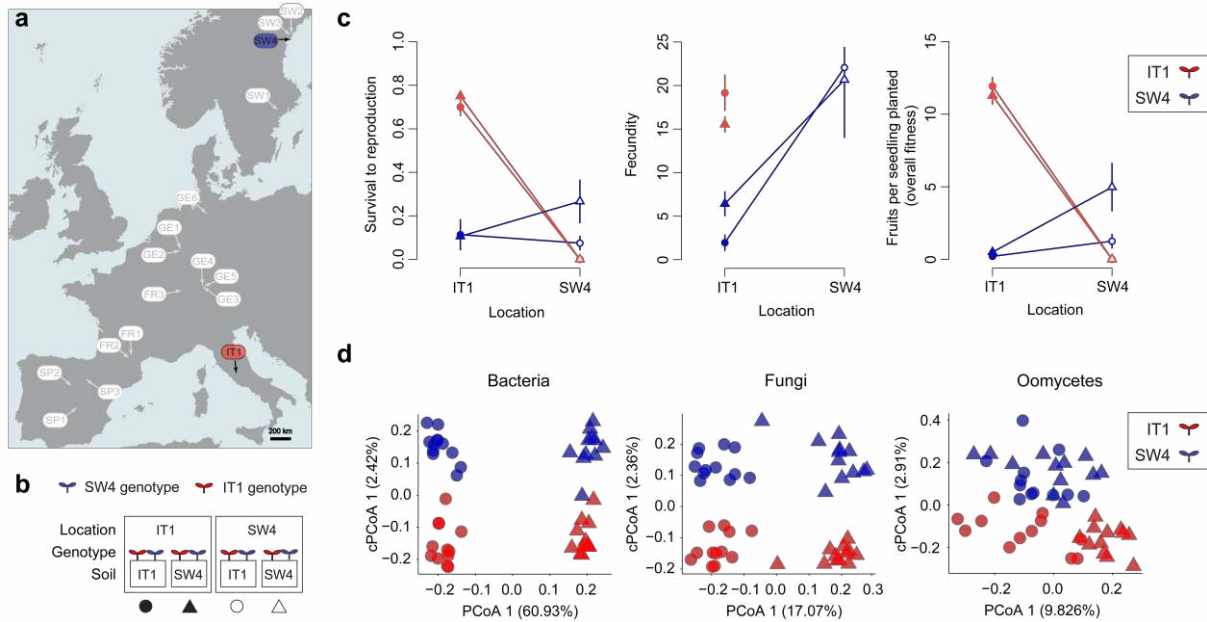 a
SW2
SW3
SW4
SW1
GE6
GE1
GE2
GE4
GE5
GE3
FR3
FR1
FR2
IT1
SP2
SP3
SP1
200 km
b
SW4 genotype
IT1 genotype
Location
IT1
SW4
Genotype
Soil
IT1
SW4
IT1
SW4
c
Survival to reproduction
1.0
0.8
0.6
0.4
0.2
0.0
IT1
SW4
Location
Fecundity
25
20
15
10
5
0
IT1
SW4
Location
Fruits per seedling planted
(overall fitness)
15
10
5
0
IT1
SW4
Location
IT1
SW4
d
Bacteria
cPCoA 1 (2.42%)
0.2
0.1
0.0
-0.1
-0.2
-0.2
-0.1
0.0
0.1
0.2
PCoA 1 (60.93%)
Fungi
cPCoA 1 (2.36%)
0.3
0.2
0.1
0.0
-0.1
-0.2
-0.2
-0.1
0.0
0.1
0.2
0.3
PCoA 1 (17.07%)
Oomycetes
cPCoA 1 (2.91%)
0.4
0.2
0.0
-0.2
-0.2
0.0
0.2
PCoA 1 (9.826%)
IT1
SW4